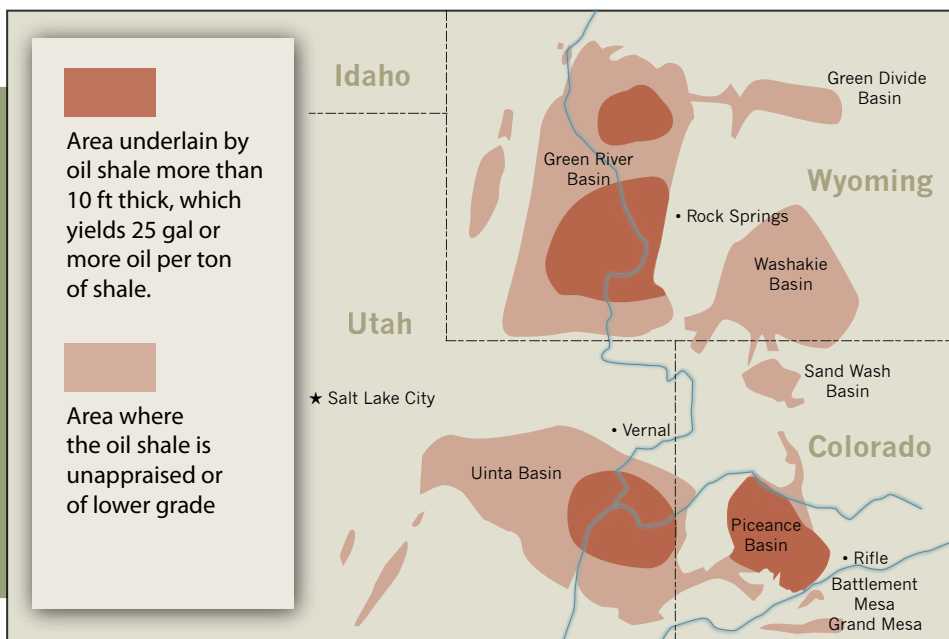 Area underlain by
oil shale more than
10 ft thick, which
yields 25 gal or
more oil per ton
of shale.
Area where
the oil shale is
unappraised or
of lower grade
Idaho
Green Divide
Basin
Green River
Basin
Wyoming
• Rock Springs
Washakie
Basin
Utah
Sand Wash
Basin
★ Salt Lake City
• Vernal
Colorado
Uinta Basin
Piceance
Basin
• Rifle
Battlement
Mesa
Grand Mesa